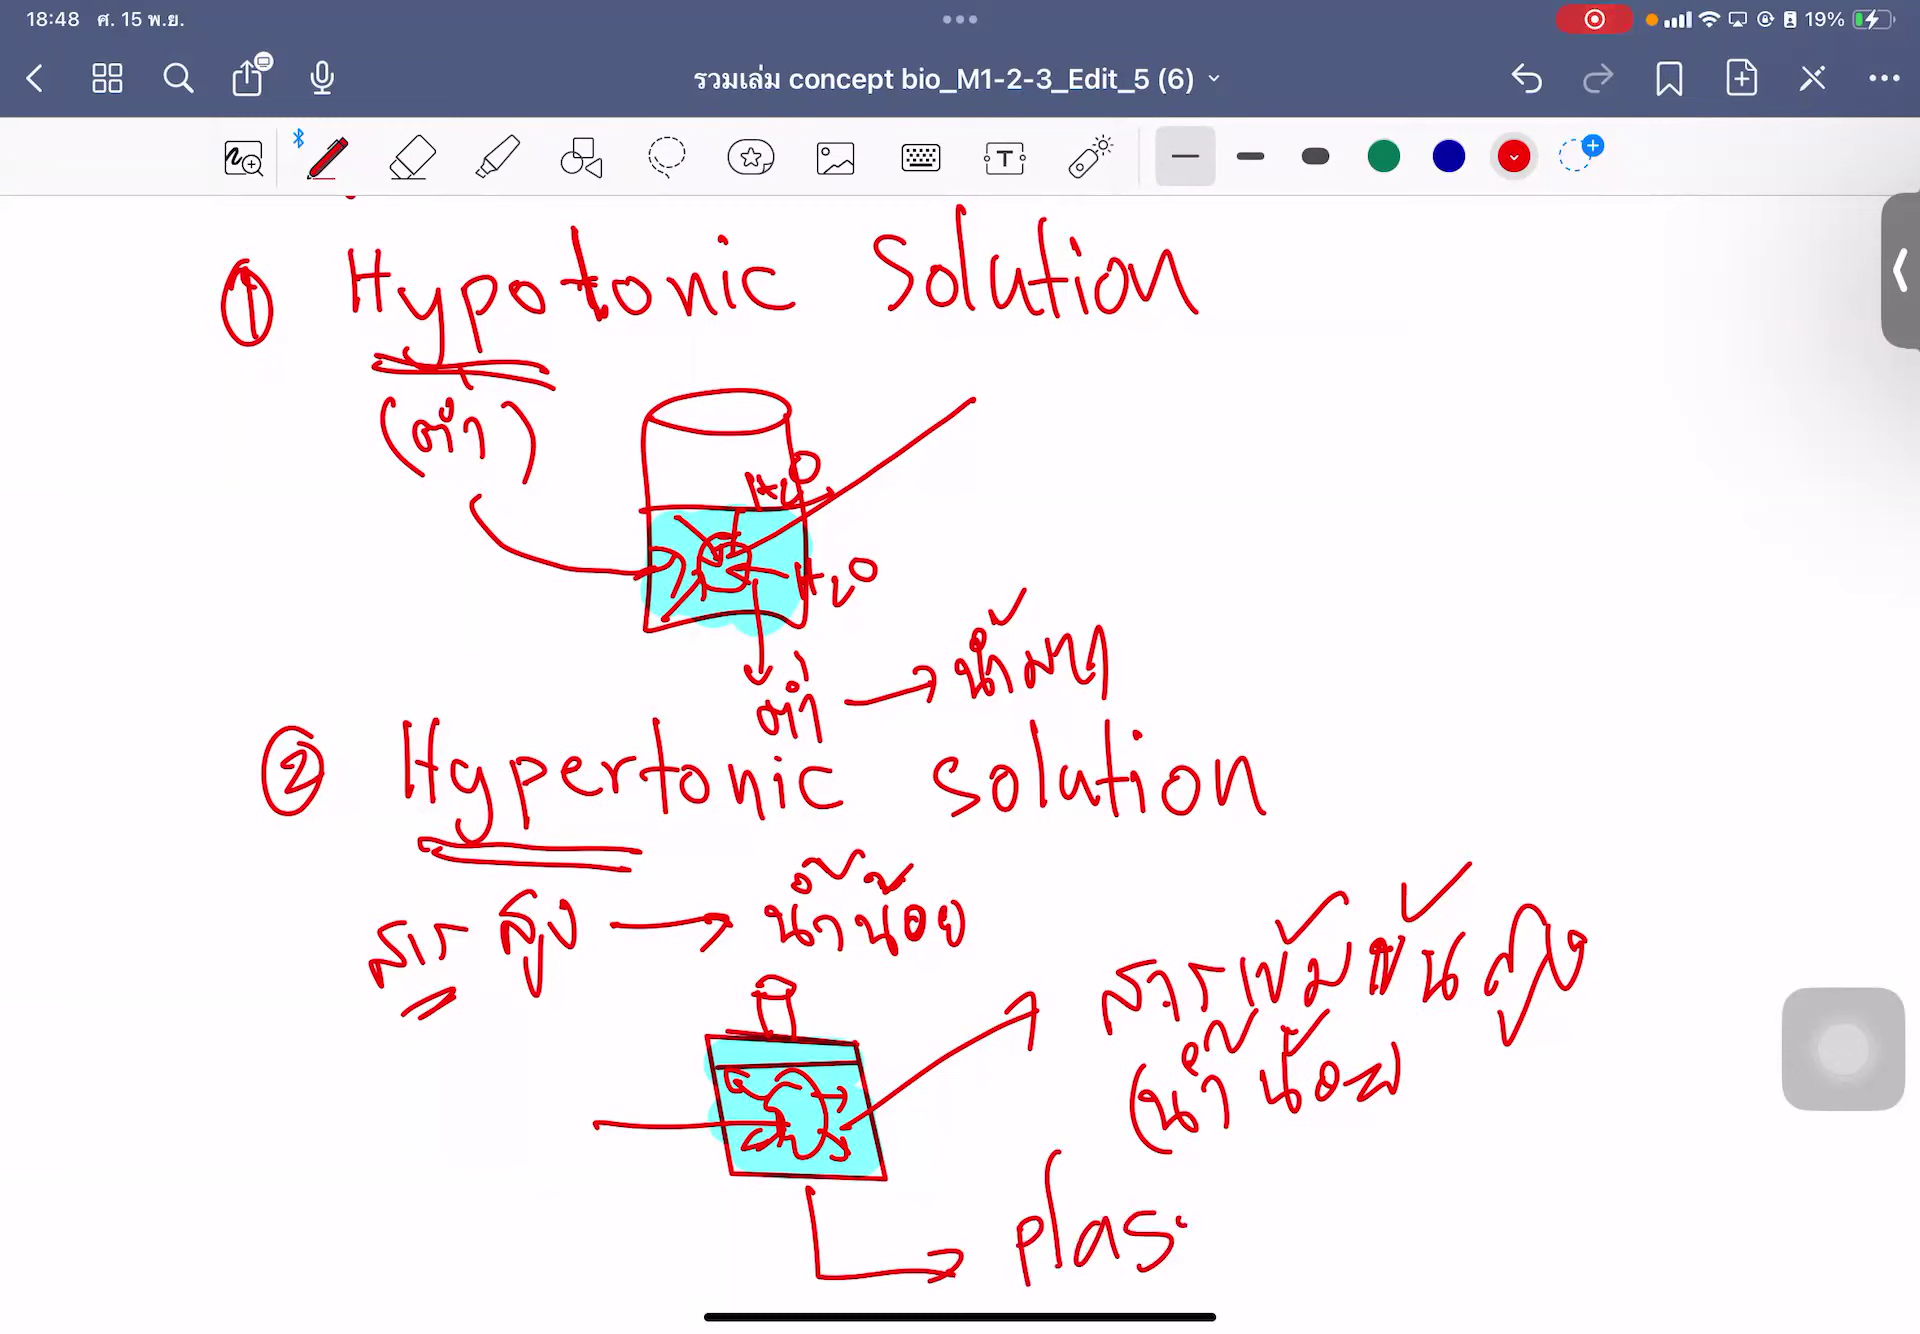 18:48 ศ. 15 พ.ย.
19%
รวมเล่ม concept bio_M1-2-3_Edit_5 (6)
T
① Hypotonic Solution
(ต่ำ)
H₂O
H₂O
ต่ำ → น้ำมาก
② Hypertonic solution
สาร สูง → น้ำน้อย
สารเข้มข้นสูง
(น้ำน้อย)
plas